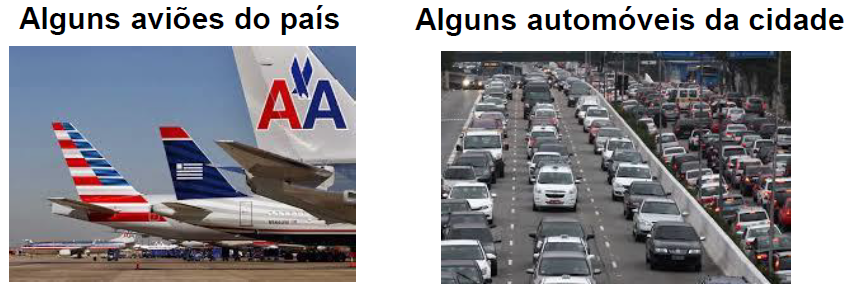 Alguns aviões do país
Alguns automóveis da cidade
AA